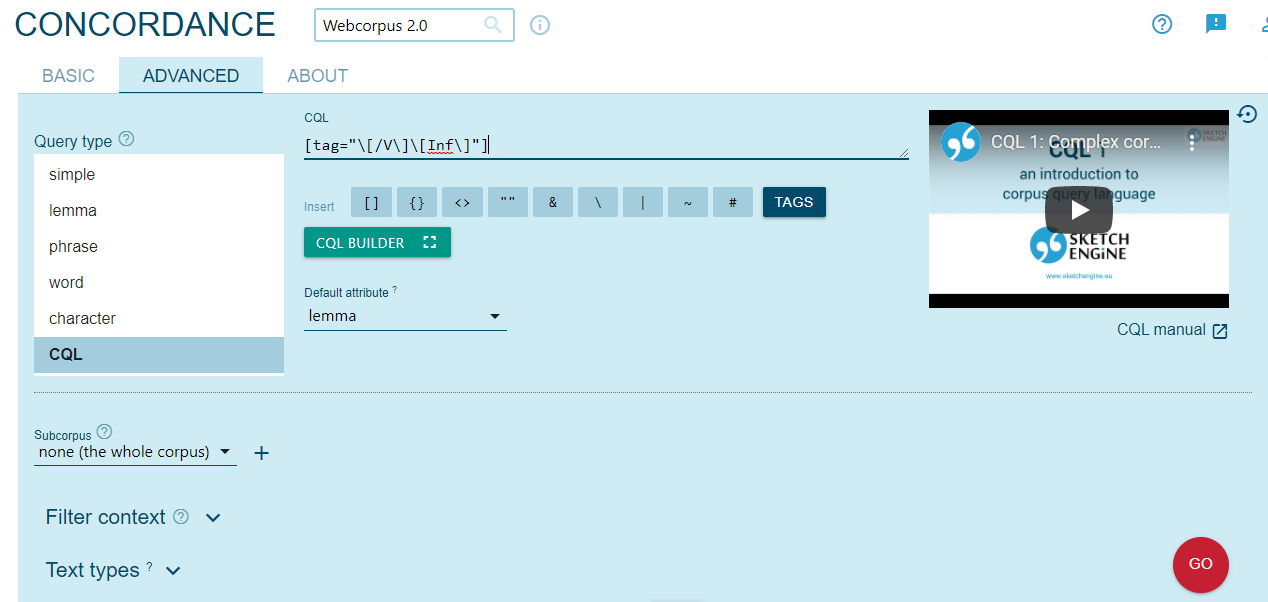 CONCORDANCE
Webcorpus 2.0
BASIC ADVANCED ABOUT
Query type ?
simple
lemma
phrase
word
character
CQL
CQL
[tag="\[/V\]\[Inf\]"]
Insert [] {} <> "" & \ | ~ # TAGS
CQL BUILDER
Default attribute ?
lemma
CQL 1: Complex cor...
CQL 1
an introduction to
corpus query language
SKETCH
ENGINE
www.sketchengine.eu
CQL manual
Subcorpus ?
none (the whole corpus) +
Filter context ?
Text types ?
GO